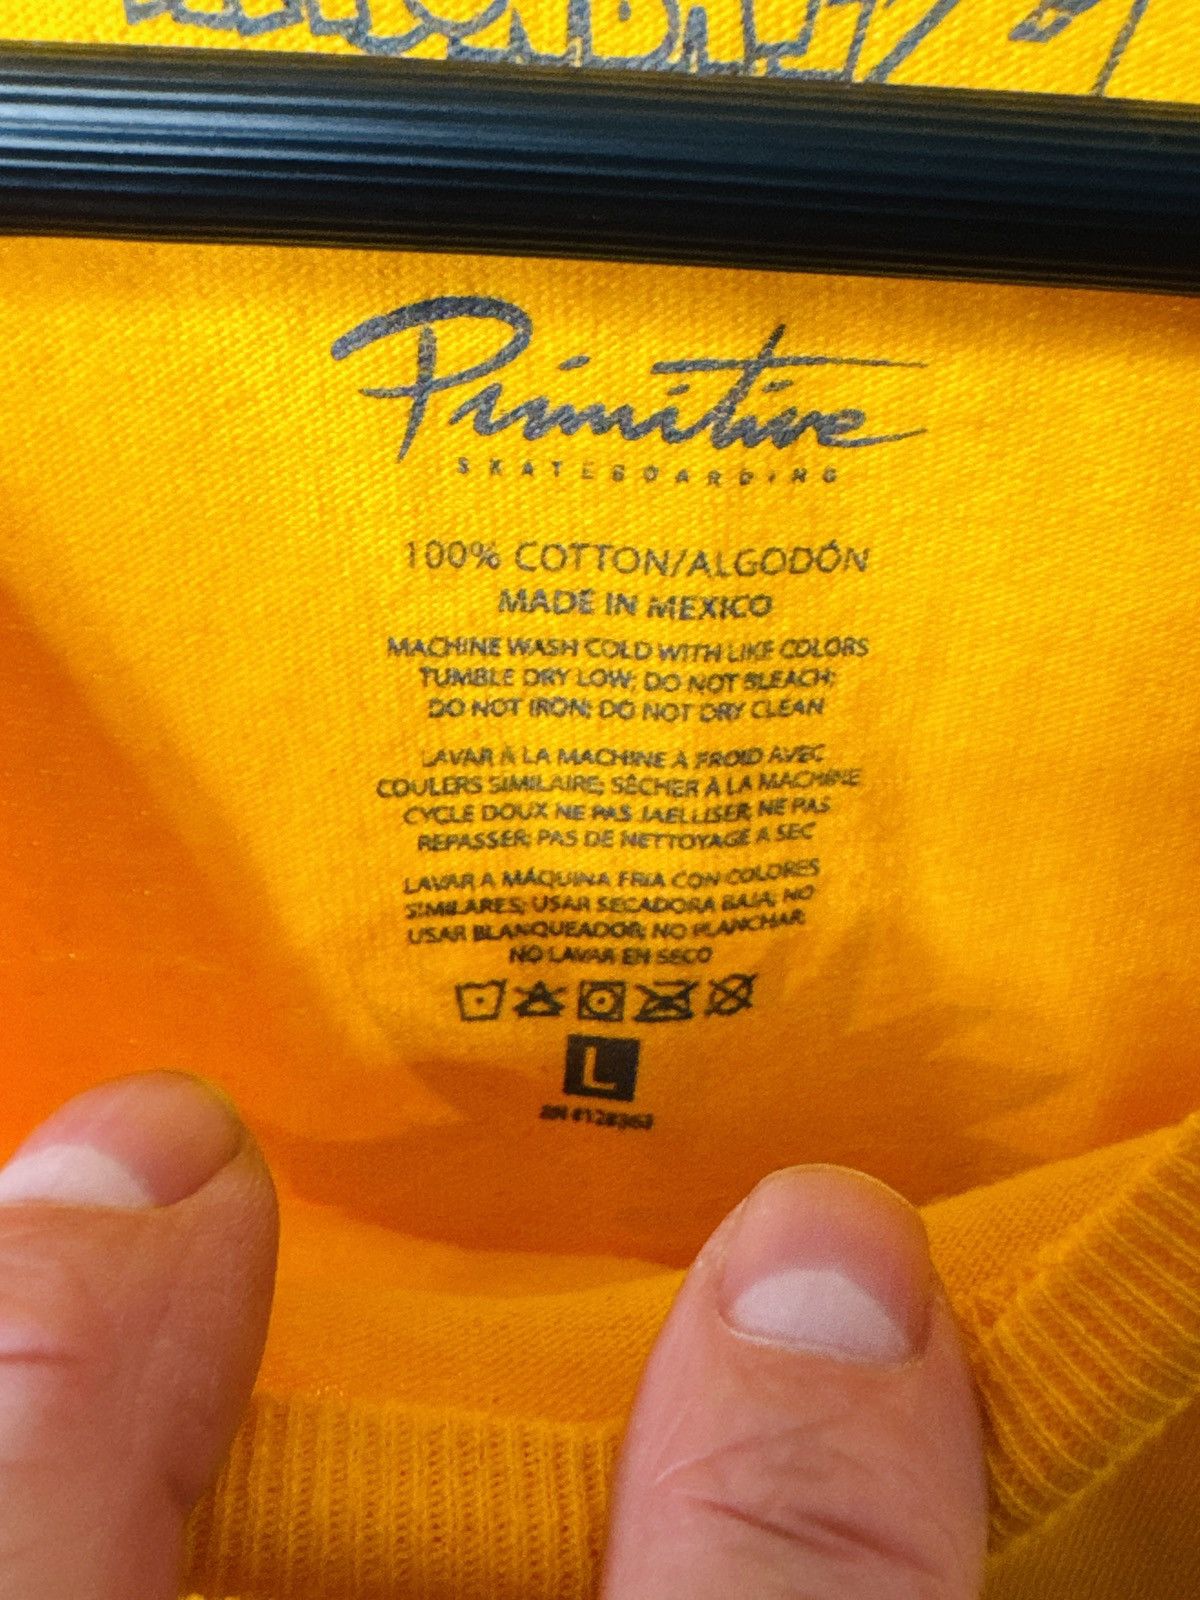 Primitive
SKATEBOARDING
100% COTTON/ALGODÓN
MADE IN MEXICO
MACHINE WASH COLD WITH LIKE COLORS
TUMBLE DRY LOW; DO NOT BLEACH;
DO NOT IRON; DO NOT DRY CLEAN
LAVAR À LA MACHINE À FROID AVEC
COULERS SIMILAIRE; SÉCHER A LA MACHINE
CYCLE DOUX NE PAS JAELLISER; NE PAS
REPASSER; PAS DE NETTOYAGE A SEC
LAVAR A MÁQUINA FRIA CON COLORES
SIMILARES; USAR SECADORA BAJA; NO
USAR BLANQUEADOR; NO PLANCHAR
NO LAVAR EN SECO
L